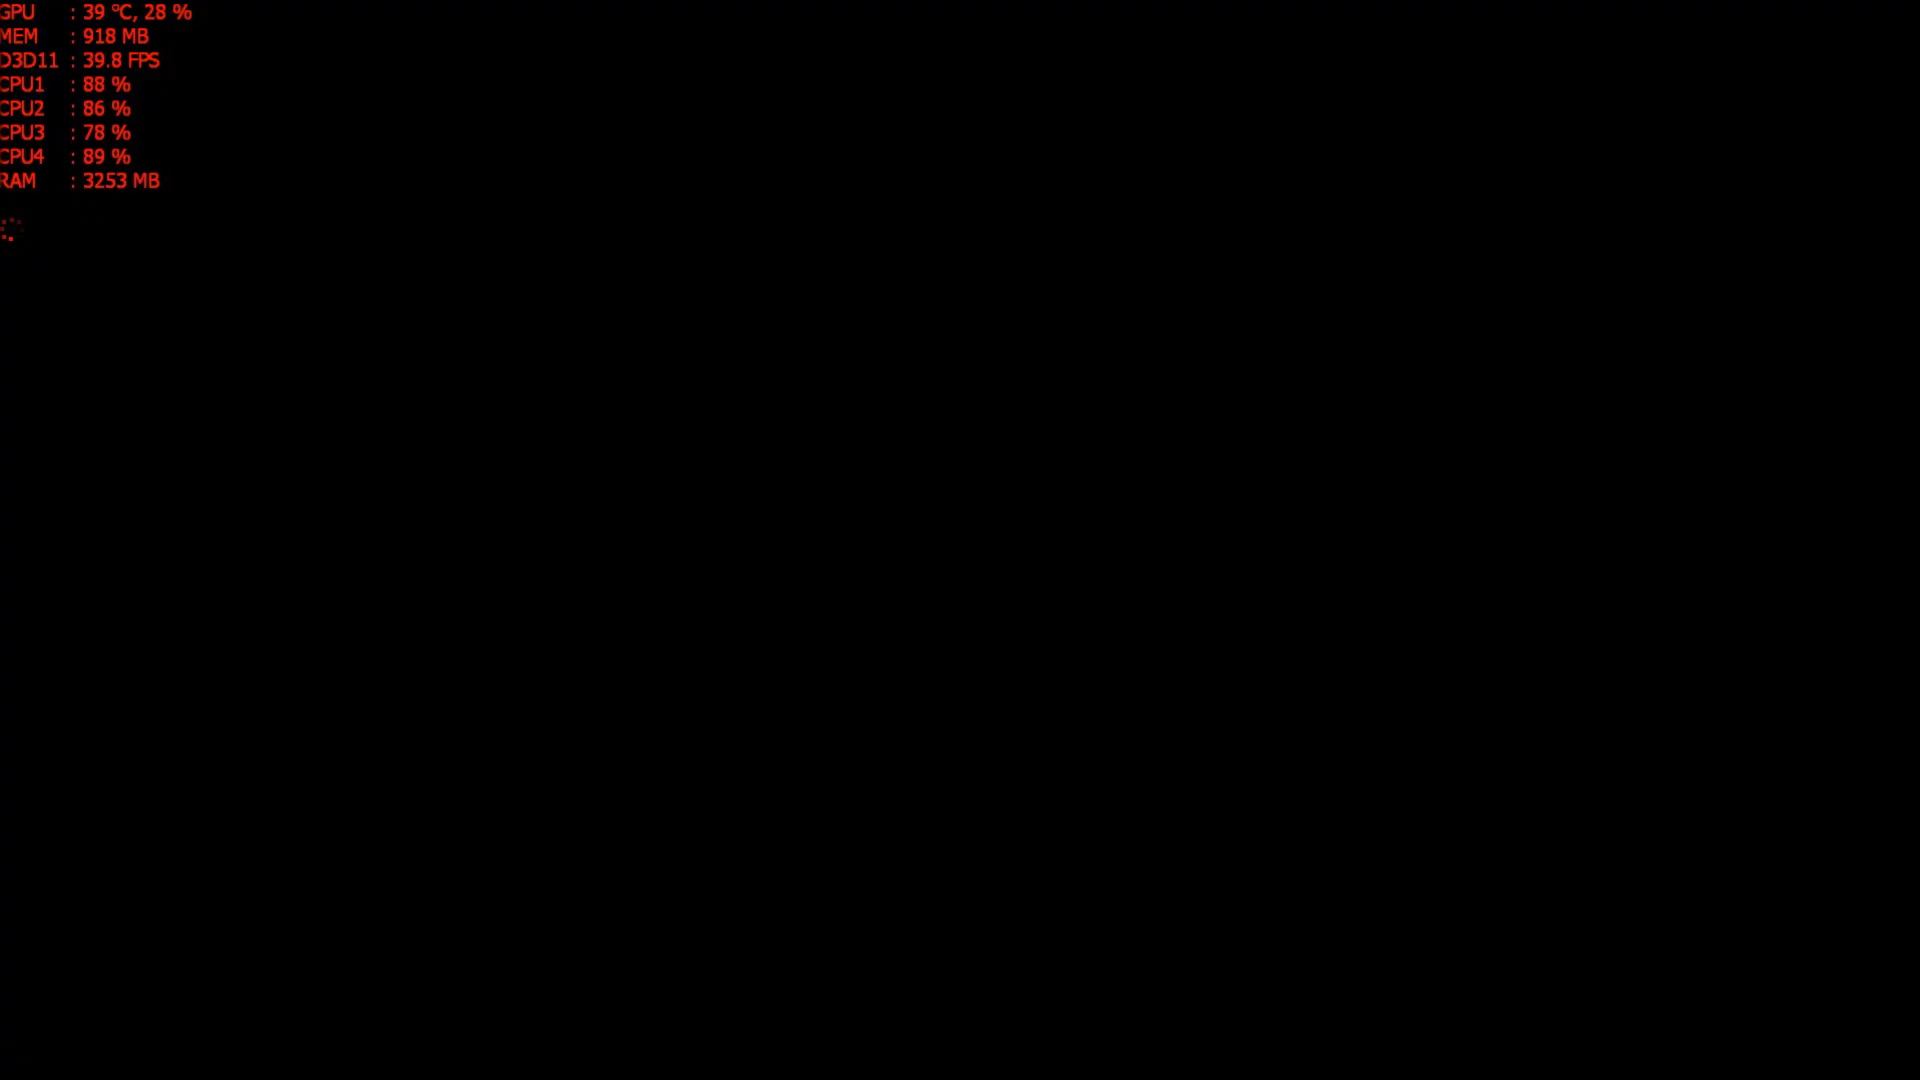 GPU : 39 °C, 28 %
MEM : 918 MB
D3D11 : 39.8 FPS
CPU1 : 88 %
CPU2 : 86 %
CPU3 : 78 %
CPU4 : 89 %
RAM : 3253 MB